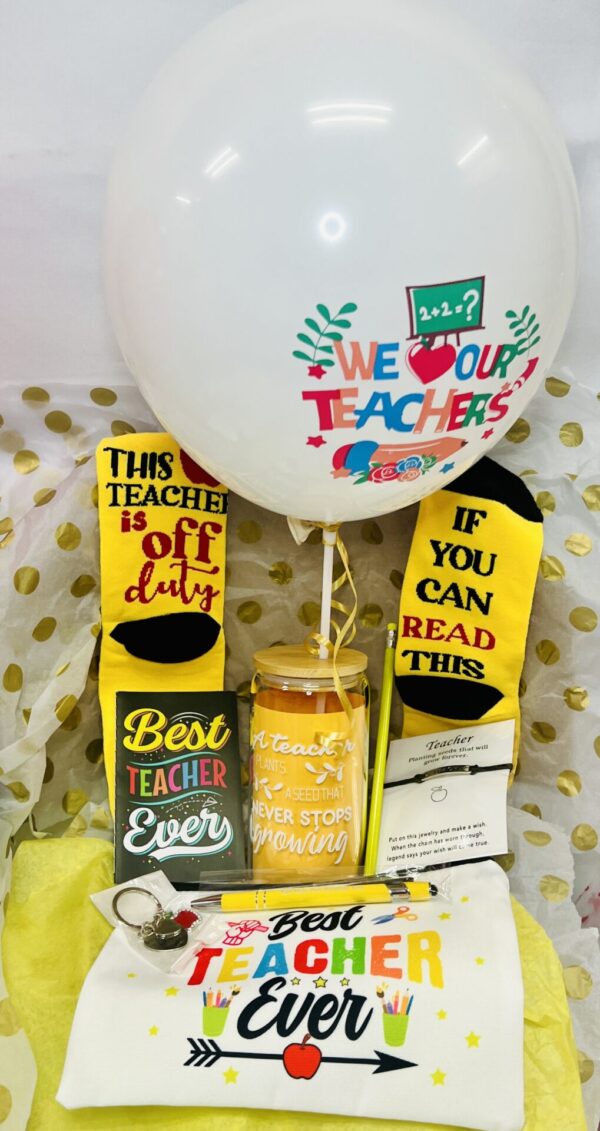 2+2=?
WE OUR
TEACHERS
THIS
TEACHER
is
off
duty
IF
YOU
CAN
READ
THIS
Best
TEACHER
Ever
A teacher
PLANTS
A SEED THAT
NEVER STOPS
growing
Teacher
Planting seeds that will
grow forever.
Put on this jewelry and make a wish.
When the chain has worn through,
legend says your wish will come true.
Best
TEACHER
Ever